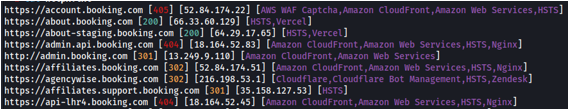 https://account.booking.com [405] [52.84.174.22] [AWS WAF Captcha,Amazon CloudFront,Amazon Web Services,HSTS]
https://about.booking.com [200] [66.33.60.129] [HSTS,Vercel]
https://about-staging.booking.com [200] [64.29.17.65] [HSTS,Vercel]
https://admin.api.booking.com [404] [18.164.52.83] [Amazon CloudFront,Amazon Web Services,HSTS,Nginx]
http://admin.booking.com [301] [13.249.9.110] [Amazon CloudFront,Amazon Web Services]
https://affiliates.booking.com [302] [52.84.174.51] [Amazon CloudFront,Amazon Web Services,HSTS,Nginx]
https://agencywise.booking.com [302] [216.198.53.1] [Cloudflare,Cloudflare Bot Management,HSTS,Zendesk]
https://affiliates.support.booking.com [301] [35.158.127.53] [HSTS]
https://api-lhr4.booking.com [404] [18.164.52.45] [Amazon CloudFront,Amazon Web Services,HSTS,Nginx]